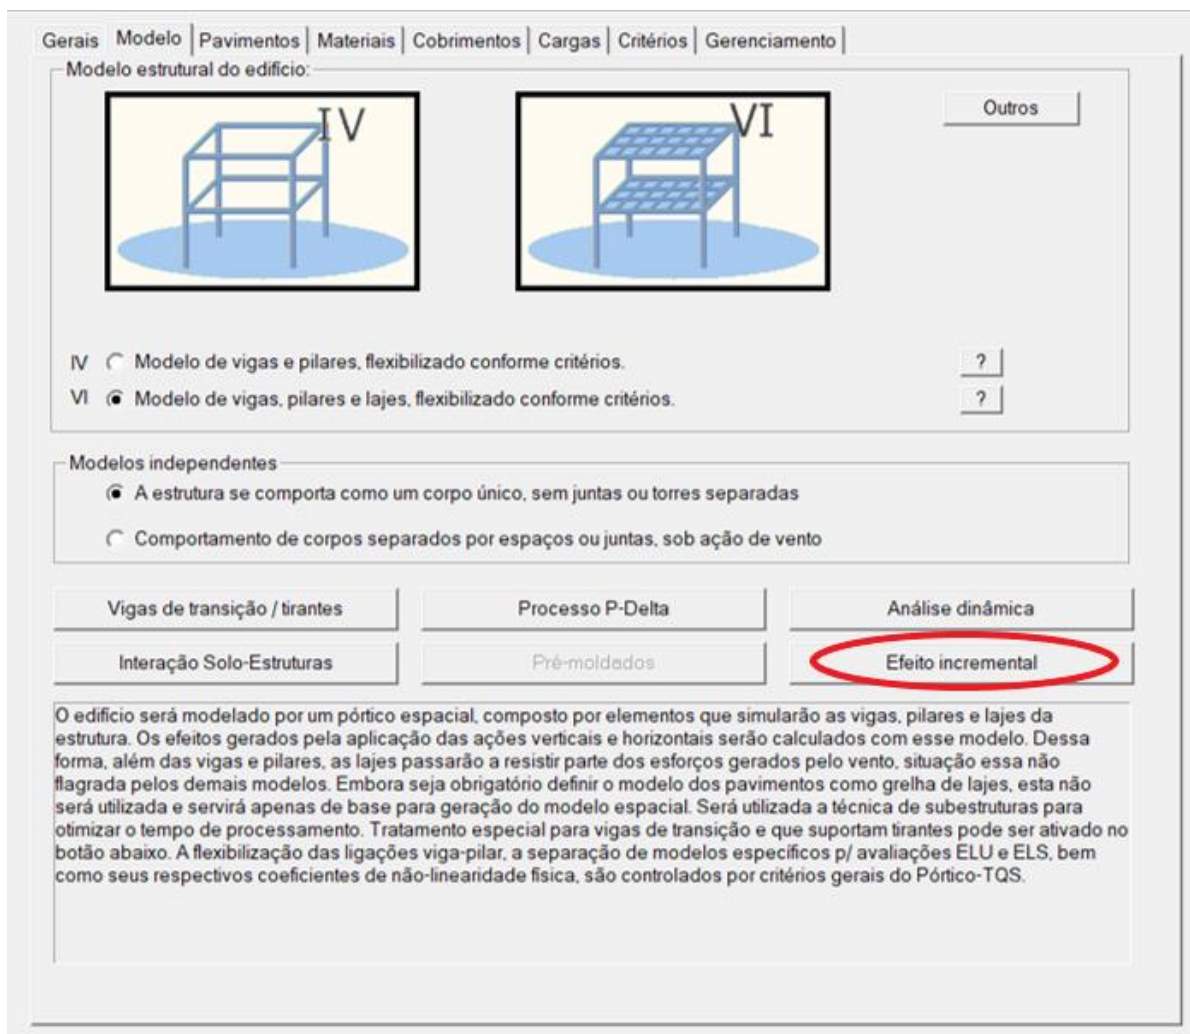 Gerais Modelo Pavimentos Materiais Cobrimentos Cargas Critérios Gerenciamento
Modelo estrutural do edifício:
IV
VI
Outros
IV Modelo de vigas e pilares, flexibilizado conforme critérios. ?
VI Modelo de vigas, pilares e lajes, flexibilizado conforme critérios. ?
Modelos independentes
A estrutura se comporta como um corpo único, sem juntas ou torres separadas
Comportamento de corpos separados por espaços ou juntas, sob ação de vento
Vigas de transição / tirantes Processo P-Delta Análise dinâmica
Interação Solo-Estruturas Pré-moldados Efeito incremental
O edifício será modelado por um pórtico espacial, composto por elementos que simularão as vigas, pilares e lajes da
estrutura. Os efeitos gerados pela aplicação das ações verticais e horizontais serão calculados com esse modelo. Dessa
forma, além das vigas e pilares, as lajes passarão a resistir parte dos esforços gerados pelo vento, situação essa não
flagrada pelos demais modelos. Embora seja obrigatório definir o modelo dos pavimentos como grelha de lajes, esta não
será utilizada e servirá apenas de base para geração do modelo espacial. Será utilizada a técnica de subestruturas para
otimizar o tempo de processamento. Tratamento especial para vigas de transição e que suportam tirantes pode ser ativado no
botão abaixo. A flexibilização das ligações viga-pilar, a separação de modelos específicos p/ avaliações ELU e ELS, bem
como seus respectivos coeficientes de não-linearidade física, são controlados por critérios gerais do Pórtico-TQS.